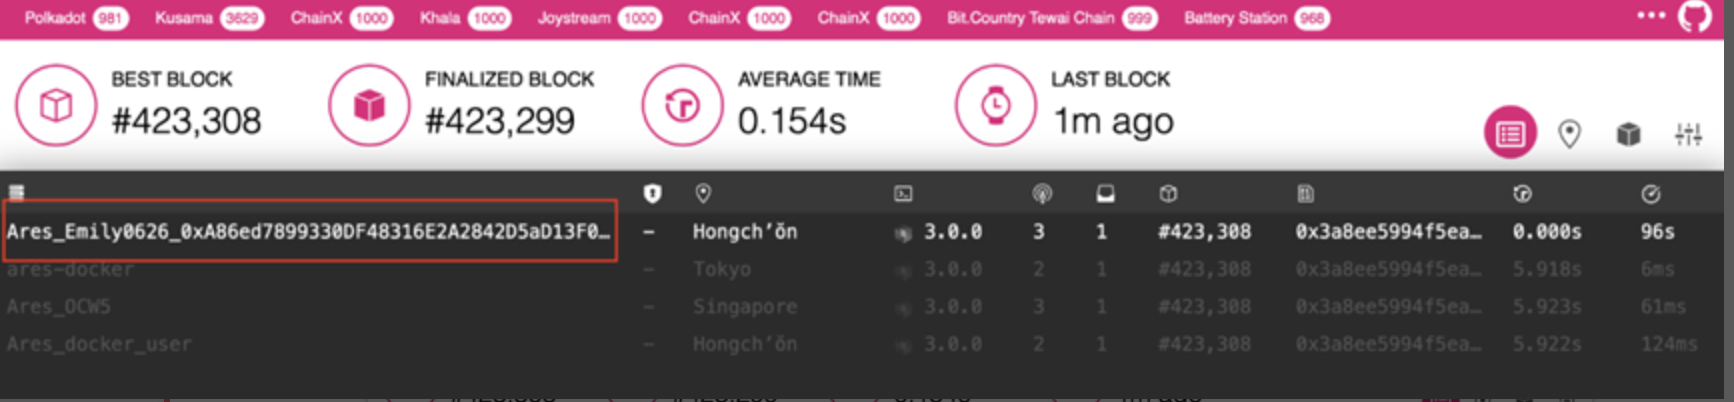 Polkadot 981 Kusama 3629 ChainX 1000 Khala 1000 Joystream 1000 ChainX 1000 ChainX 1000 Bit.Country Tewai Chain 999 Battery Station 968
BEST BLOCK FINALIZED BLOCK AVERAGE TIME LAST BLOCK
#423,308 #423,299 0.154s 1m ago
Ares_Emily0626_0xA86ed7899330DF48316E2A2842D5aD13F0… – Hongch’ŏn 3.0.0 3 1 #423,308 0x3a8ee5994f5ea… 0.000s 96s
ares-docker – Tokyo 3.0.0 2 1 #423,308 0x3a8ee5994f5ea… 5.918s 6ms
Ares_OCW5 – Singapore 3.0.0 3 1 #423,308 0x3a8ee5994f5ea… 5.923s 61ms
Ares_docker_user – Hongch’ŏn 3.0.0 2 1 #423,308 0x3a8ee5994f5ea… 5.922s 124ms